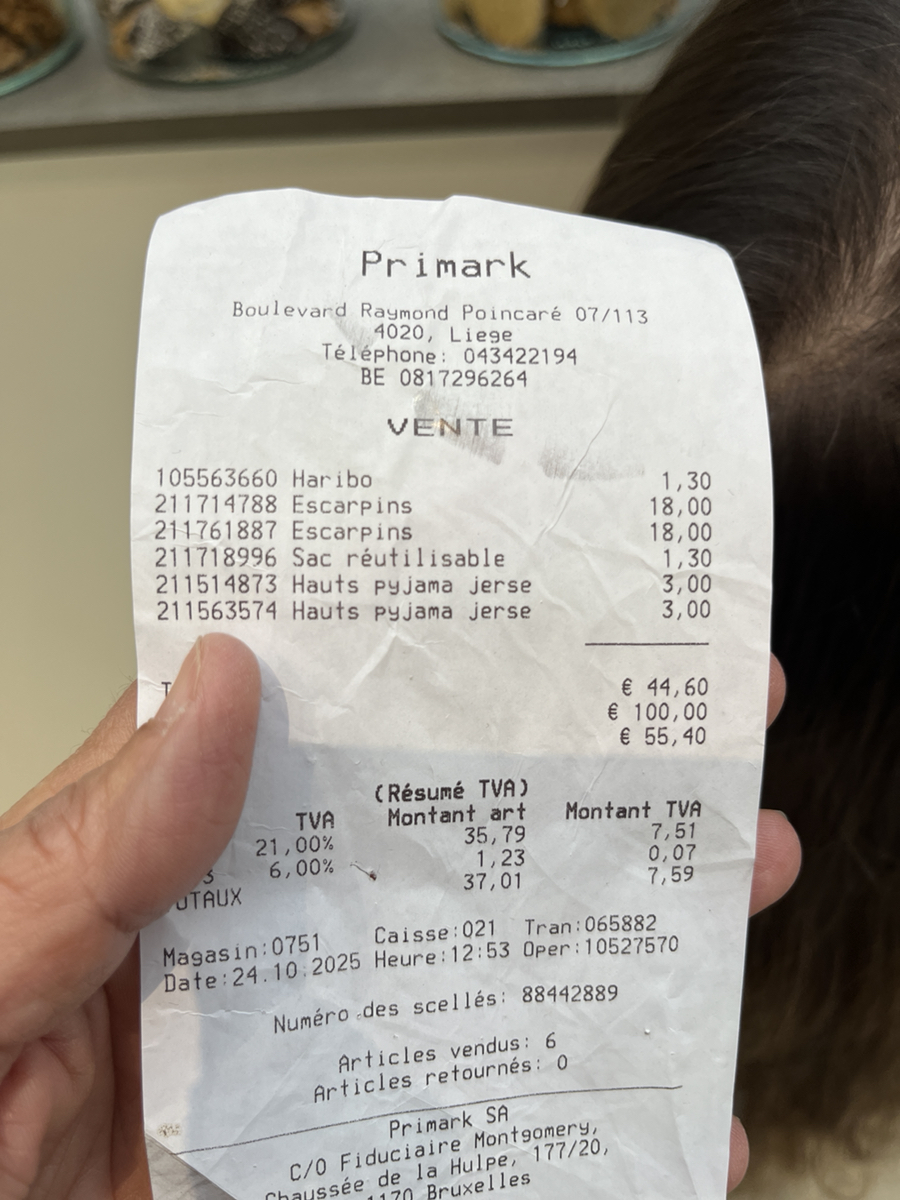 Primark
Boulevard Raymond Poincaré 07/113
4020, Liege
Téléphone: 043422194
BE 0817296264
VENTE
105563660 Haribo 1,30
211714788 Escarpins 18,00
211761887 Escarpins 18,00
211718996 Sac réutilisable 1,30
211514873 Hauts pyjama jerse 3,00
211563574 Hauts pyjama jerse 3,00
€ 44,60
€ 100,00
€ 55,40
(Résumé TVA)
TVA Montant art Montant TVA
21,00% 35,79 7,51
6,00% 1,23 0,07
37,01 7,59
Magasin:0751 Caisse:021 Tran:065882
Date:24.10.2025 Heure:12:53 Oper:10527570
Numéro des scellés: 88442889
Articles vendus: 6
Articles retournés: 0
Primark SA
C/O Fiduciaire Montgomery,
Chaussée de la Hulpe, 177/20,
1170 Bruxelles